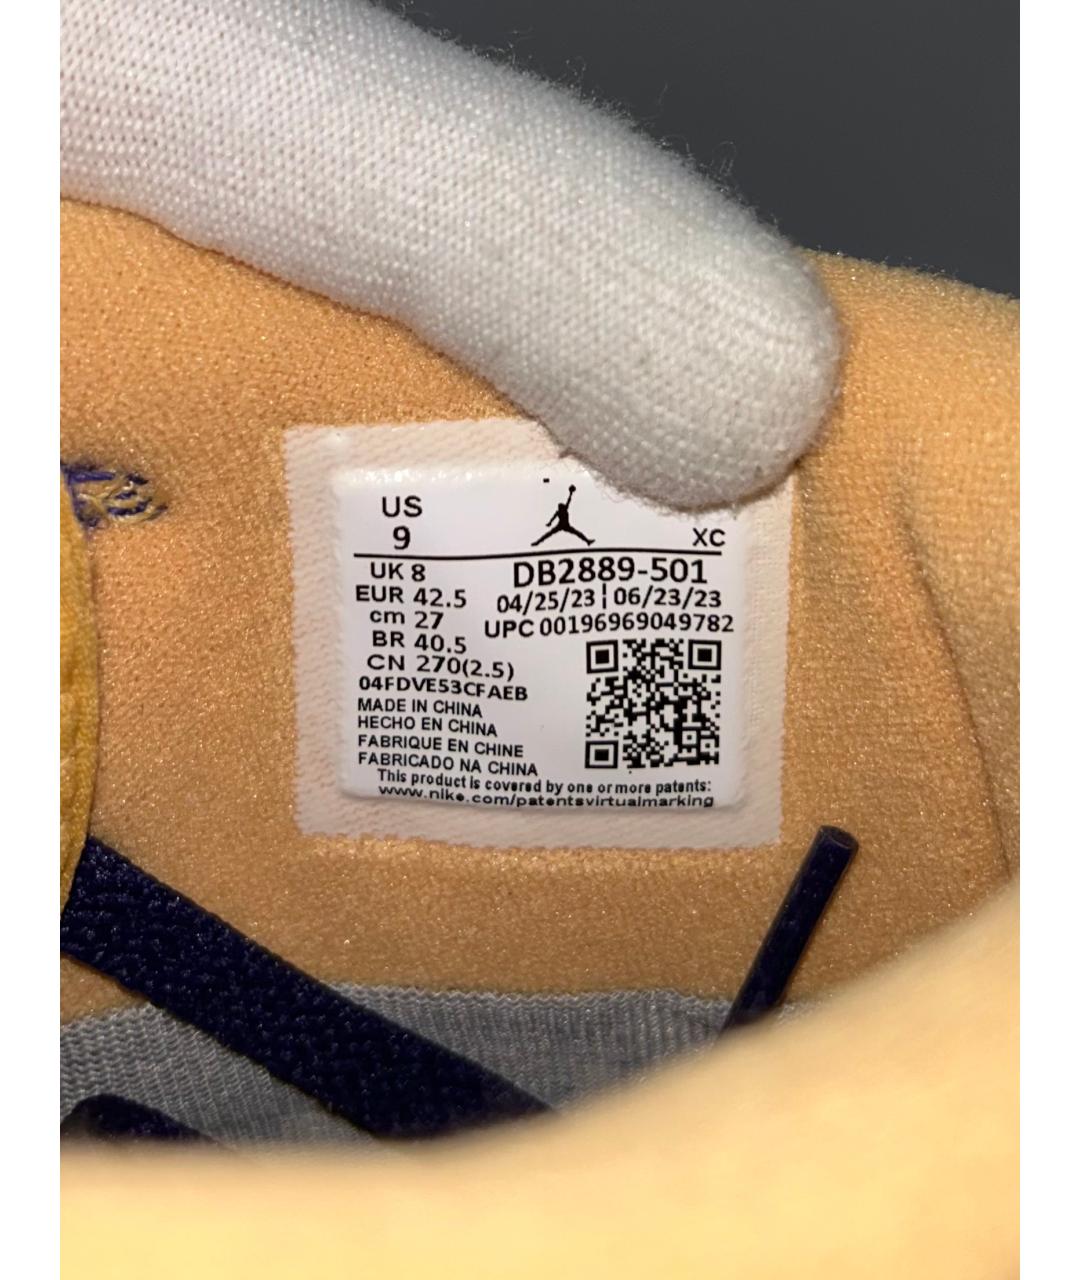 US
9
XC
UK 8
EUR 42.5
cm 27
BR 40.5
CN 270(2.5)
DB2889-501
04/25/23 | 06/23/23
UPC 00196969049782
04FDVE53CFAEB
MADE IN CHINA
HECHO EN CHINA
FABRIQUE EN CHINE
FABRICADO NA CHINA
This product is covered by one or more patents:
www.nike.com/patentsvirtualmarking